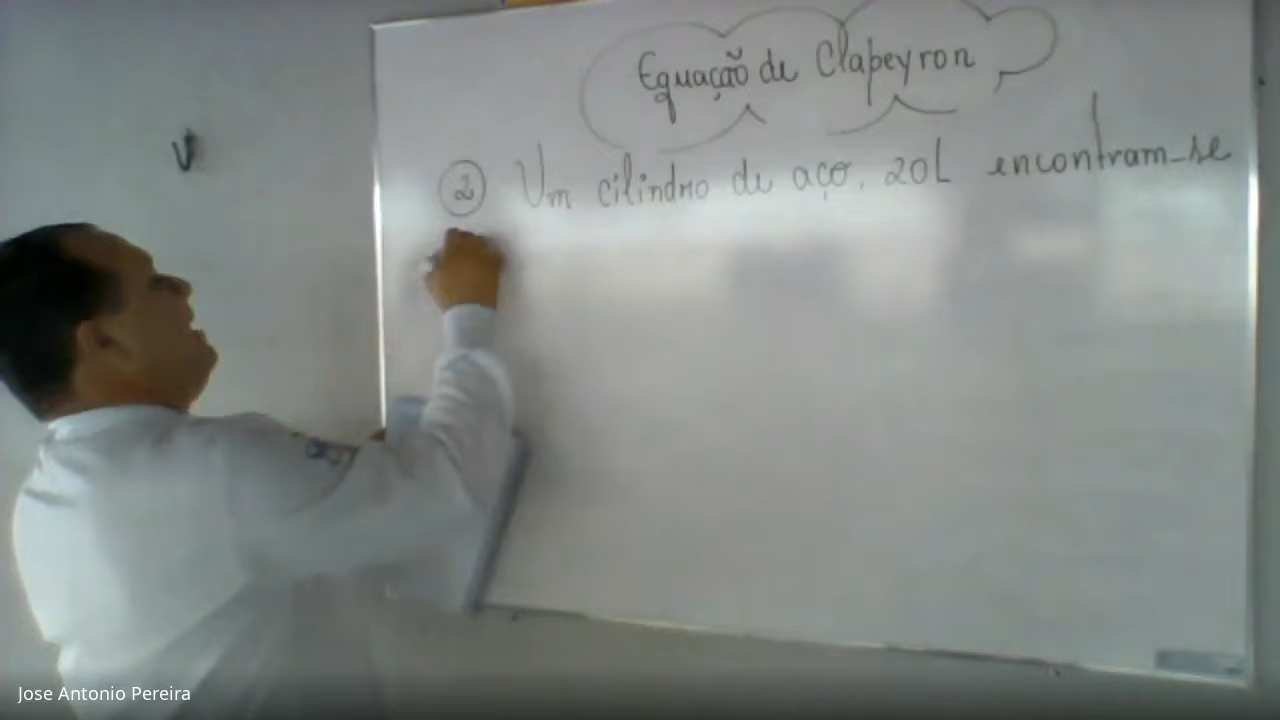 Equação de Clapeyron
2 Um cilindro de aço, 20L encontram-se
Jose Antonio Pereira